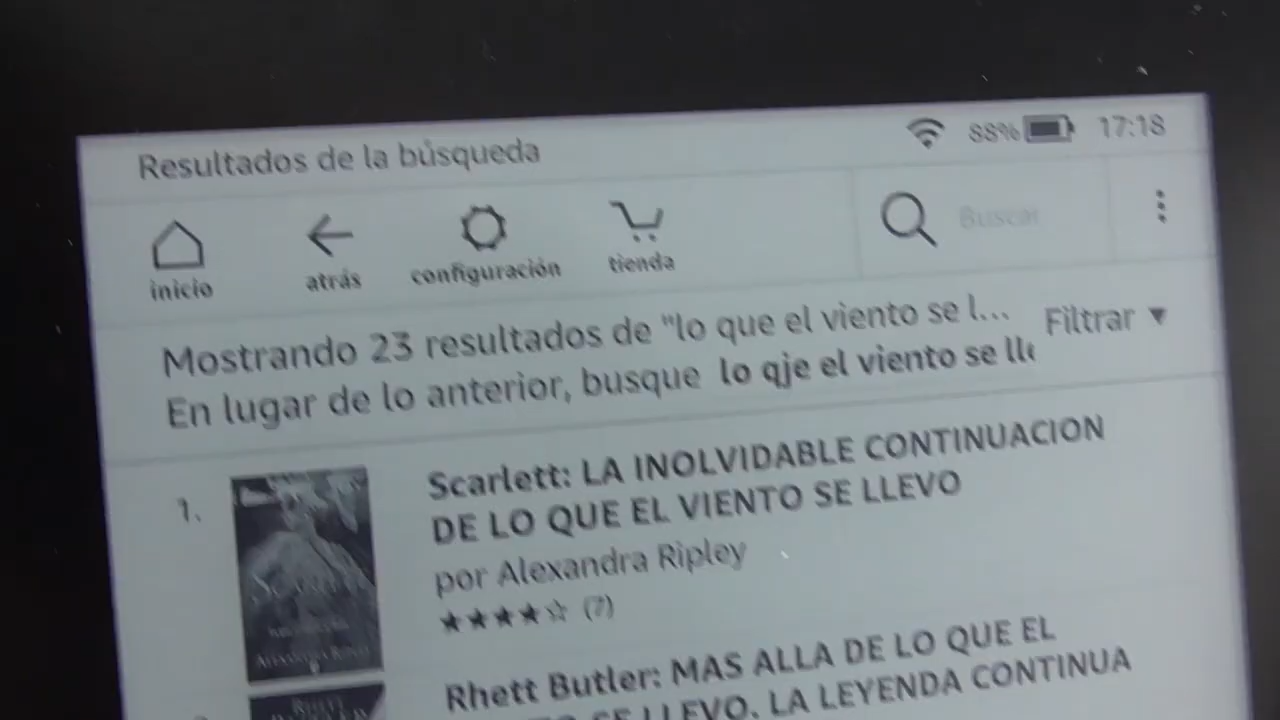 Resultados de la búsqueda
88% 17:18
inicio
atrás
configuración
tienda
Buscar
Mostrando 23 resultados de "lo que el viento se l...
En lugar de lo anterior, busque lo qje el viento se lle
Filtrar ▼
1.
Scarlett: LA INOLVIDABLE CONTINUACION
DE LO QUE EL VIENTO SE LLEVO
por Alexandra Ripley
★★★★☆ (7)
Rhett Butler: MAS ALLA DE LO QUE EL
SE LLEVO. LA LEYENDA CONTINUA